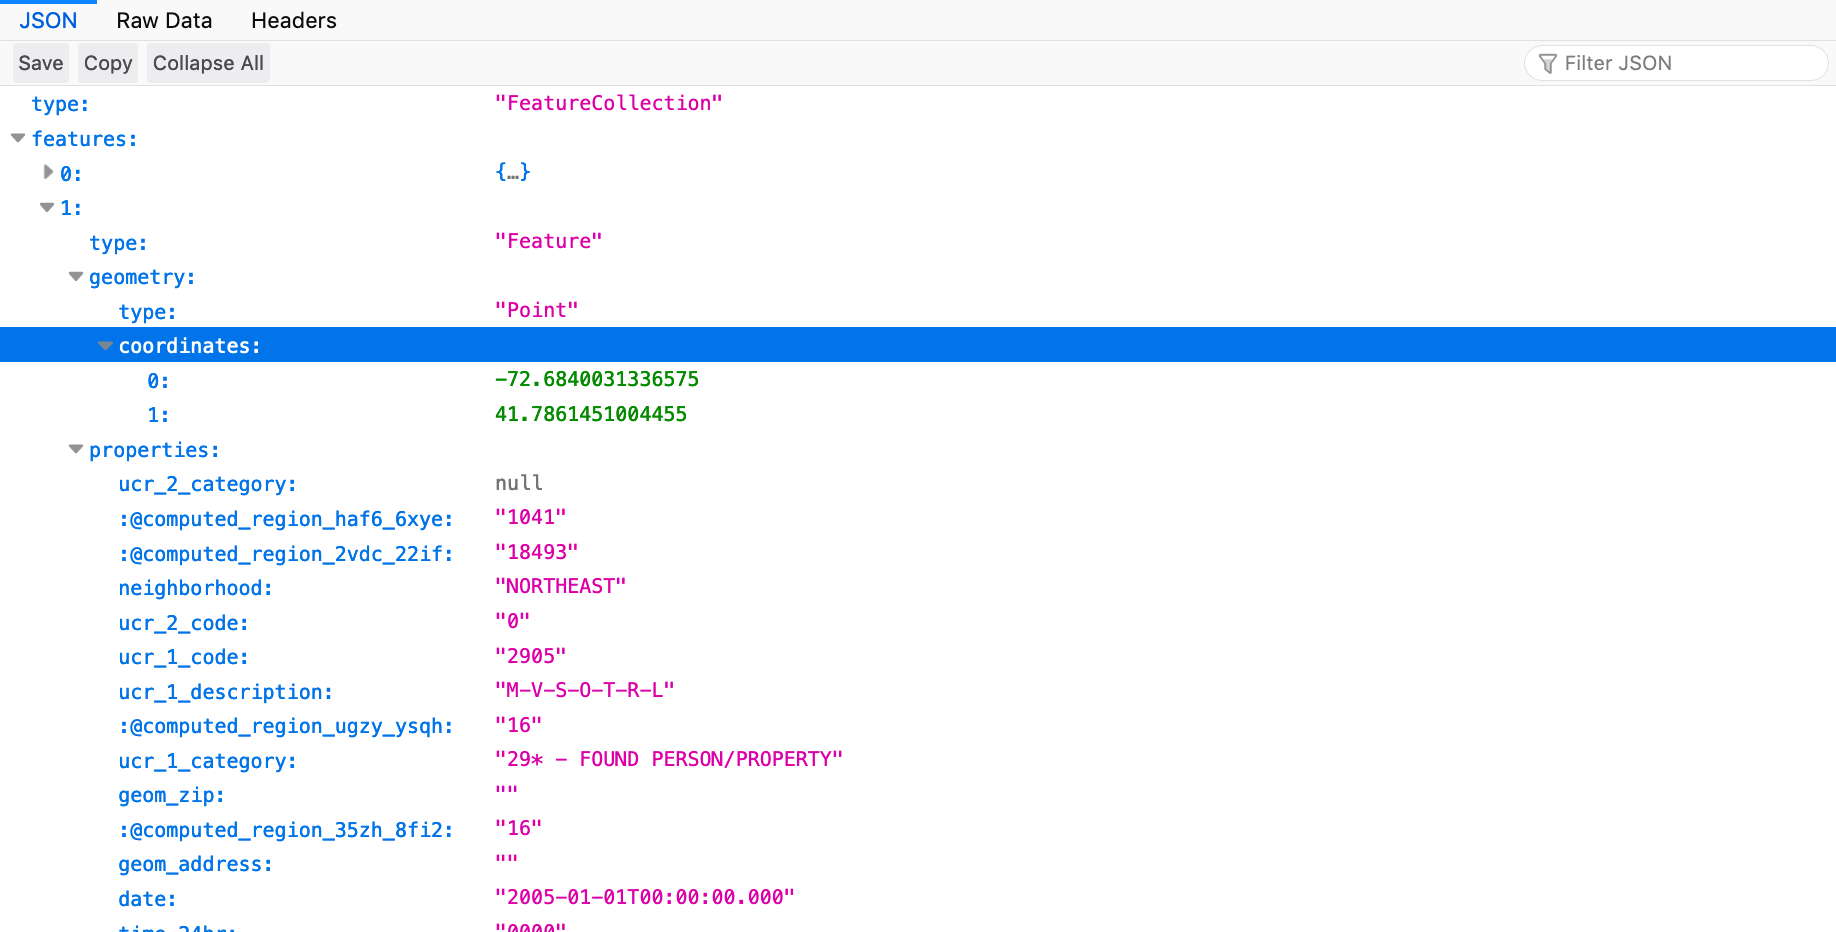 JSON Raw Data Headers
Save Copy Collapse All Filter JSON
type: "FeatureCollection"
features:
0: {…}
1:
type: "Feature"
geometry:
type: "Point"
coordinates:
0: -72.6840031336575
1: 41.7861451004455
properties:
ucr_2_category: null
:@computed_region_haf6_6xye: "1041"
:@computed_region_2vdc_22if: "18493"
neighborhood: "NORTHEAST"
ucr_2_code: "0"
ucr_1_code: "2905"
ucr_1_description: "M-V-S-O-T-R-L"
:@computed_region_ugzy_ysqh: "16"
ucr_1_category: "29* - FOUND PERSON/PROPERTY"
geom_zip: ""
:@computed_region_35zh_8fi2: "16"
geom_address: ""
date: "2005-01-01T00:00:00.000"
time_24hr: "0000"